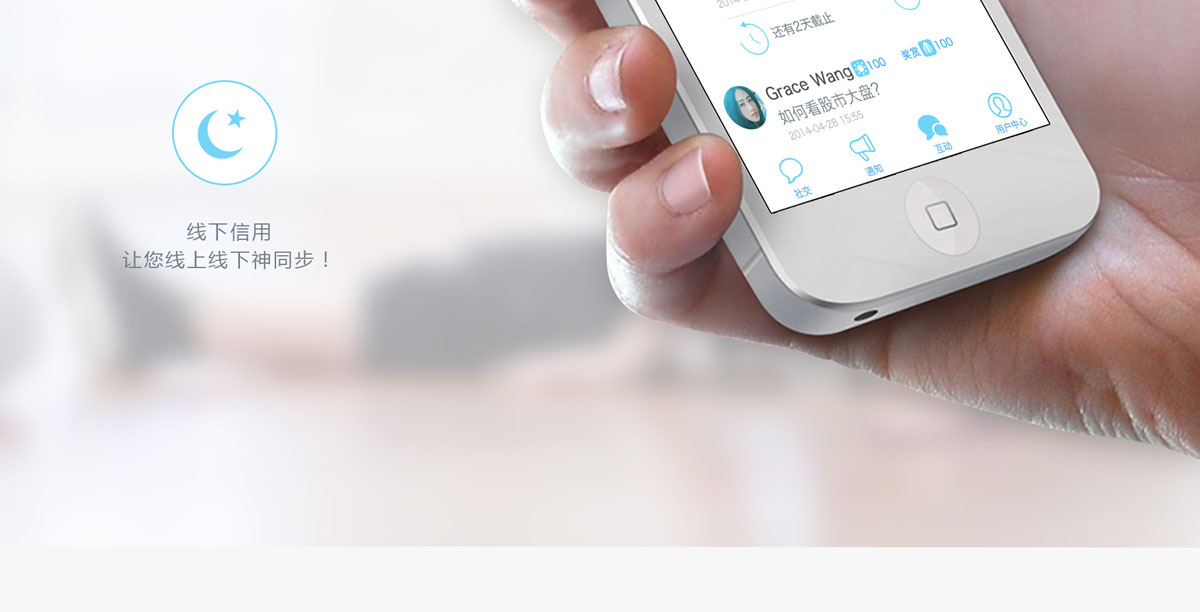 线下信用
让您线上线下神同步！
还有2天截止
Grace Wang 100 奖赏 100
如何看股市大盘?
2014-04-28 15:55
社交 通知 互动 用户中心